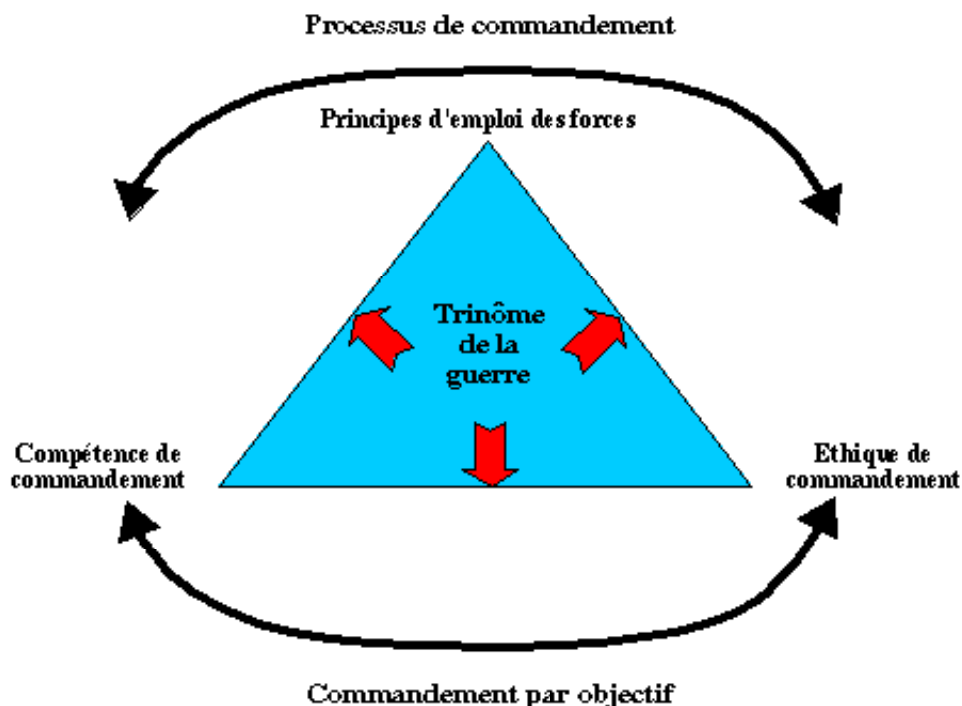 Processus de commandement
Principes d'emploi des forces
Trinôme
de la
guerre
Compétence de
commandement
Ethique de
commandement
Commandement par objectif